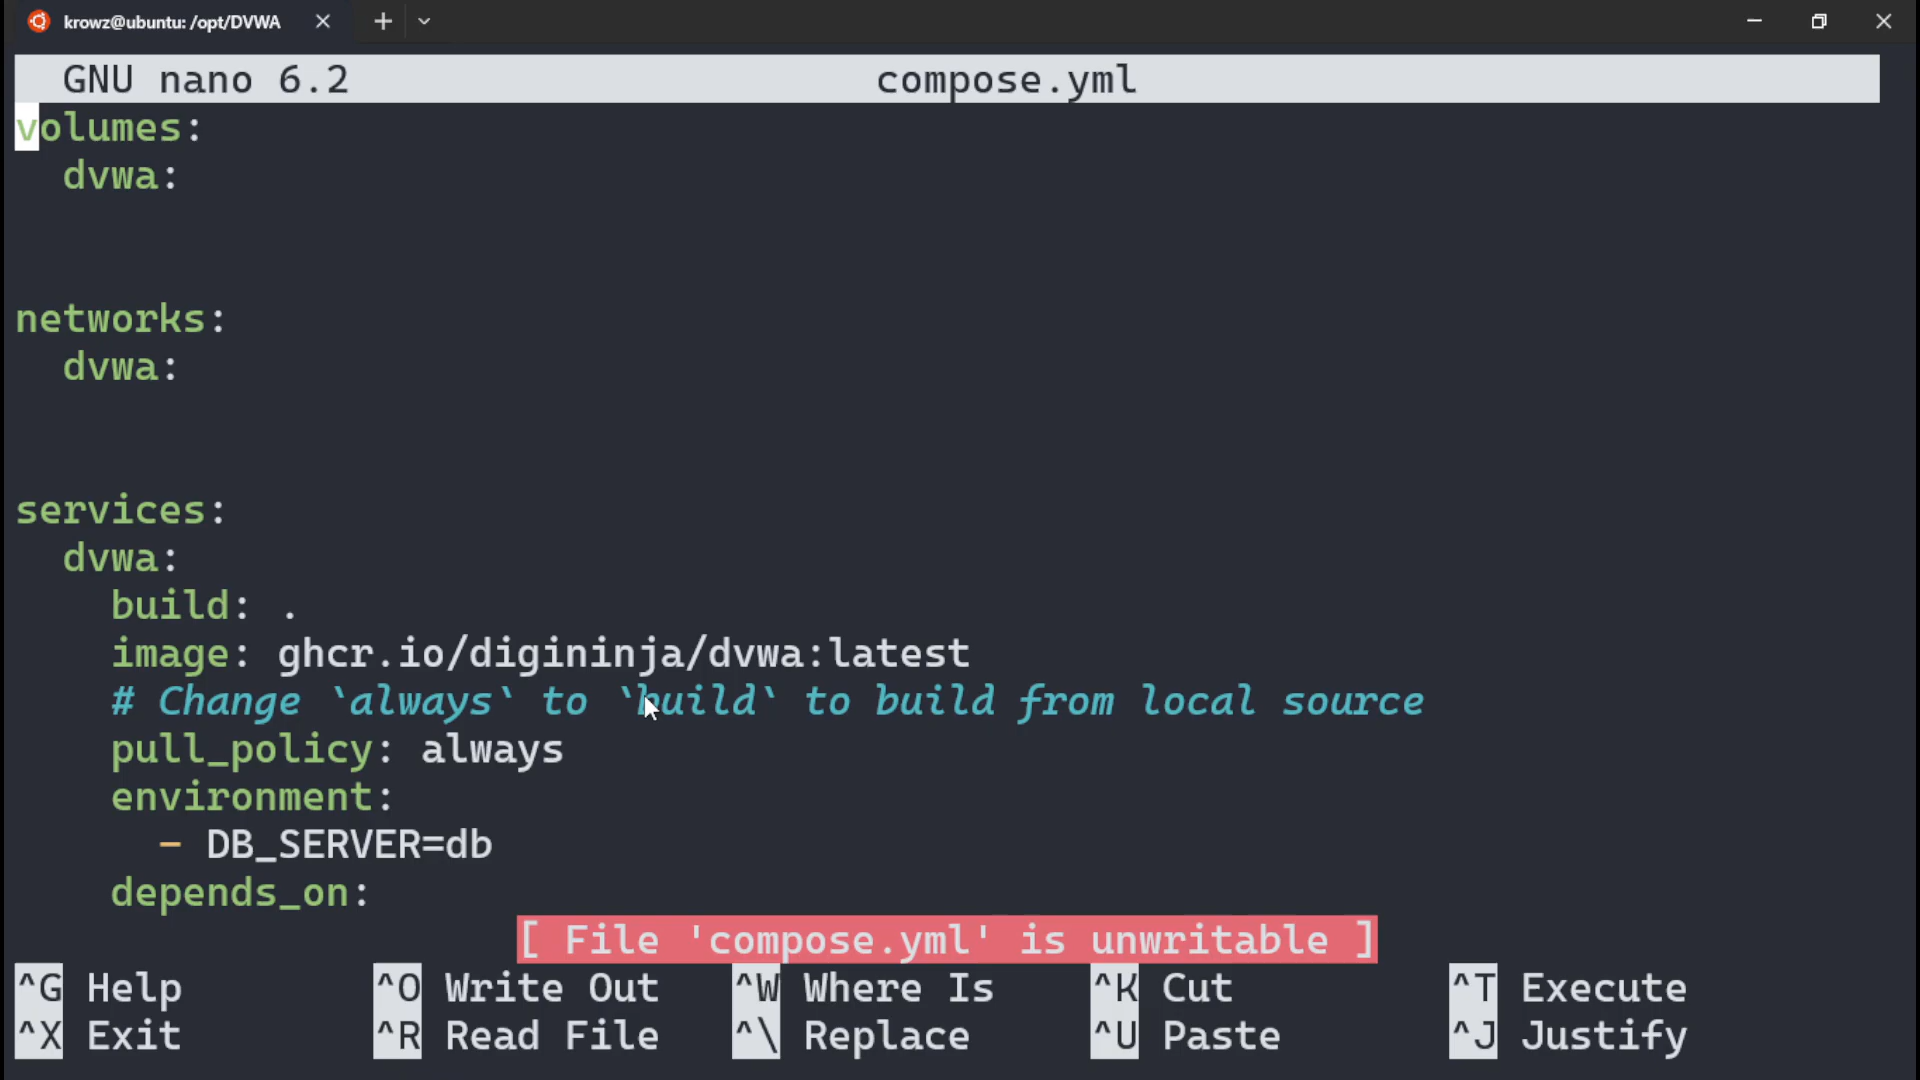 krowz@ubuntu: /opt/DVWA
GNU nano 6.2 compose.yml
volumes:
  dvwa:
networks:
  dvwa:
services:
  dvwa:
    build: .
    image: ghcr.io/digininja/dvwa:latest
    # Change `always` to `build` to build from local source
    pull_policy: always
    environment:
      - DB_SERVER=db
    depends_on:
[ File 'compose.yml' is unwritable ]
^G Help ^O Write Out ^W Where Is ^K Cut ^T Execute
^X Exit ^R Read File ^\ Replace ^U Paste ^J Justify